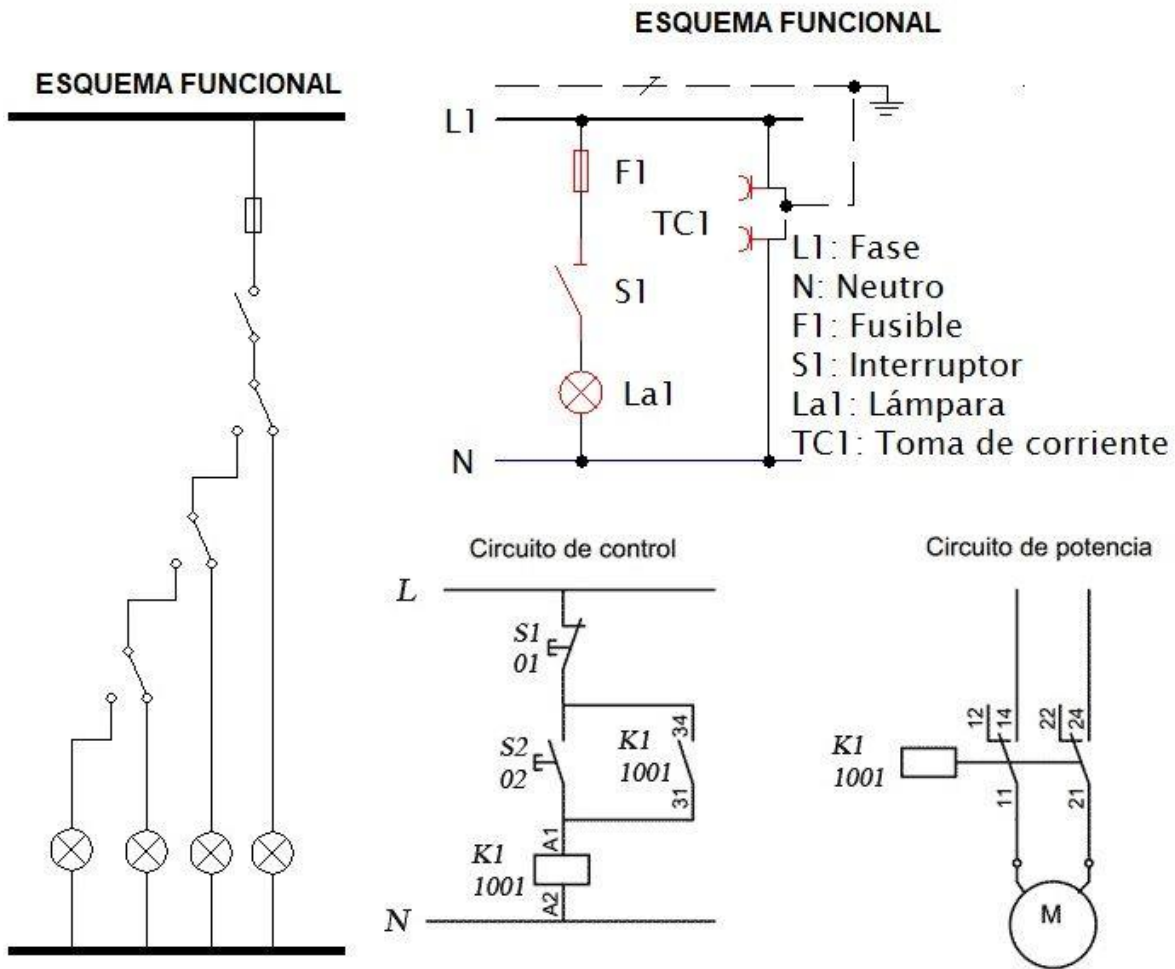 ESQUEMA FUNCIONAL
ESQUEMA FUNCIONAL
L1
F1
TC1
S1
La1
N
L1: Fase
N: Neutro
F1: Fusible
S1: Interruptor
La1: Lámpara
TC1: Toma de corriente
Circuito de control
L
S1
01
S2
02
K1
1001
34
31
A1
K1
1001
A2
N
Circuito de potencia
12
14
22
24
K1
1001
11
21
M